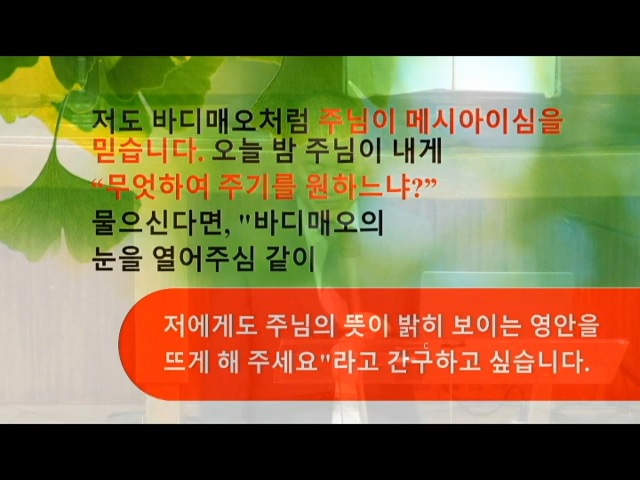 저도 바디매오처럼 주님이 메시아이심을
믿습니다. 오늘 밤 주님이 내게
“무엇하여 주기를 원하느냐?”
물으신다면, "바디매오의
눈을 열어주심 같이
저에게도 주님의 뜻이 밝히 보이는 영안을
뜨게 해 주세요"라고 간구하고 싶습니다.